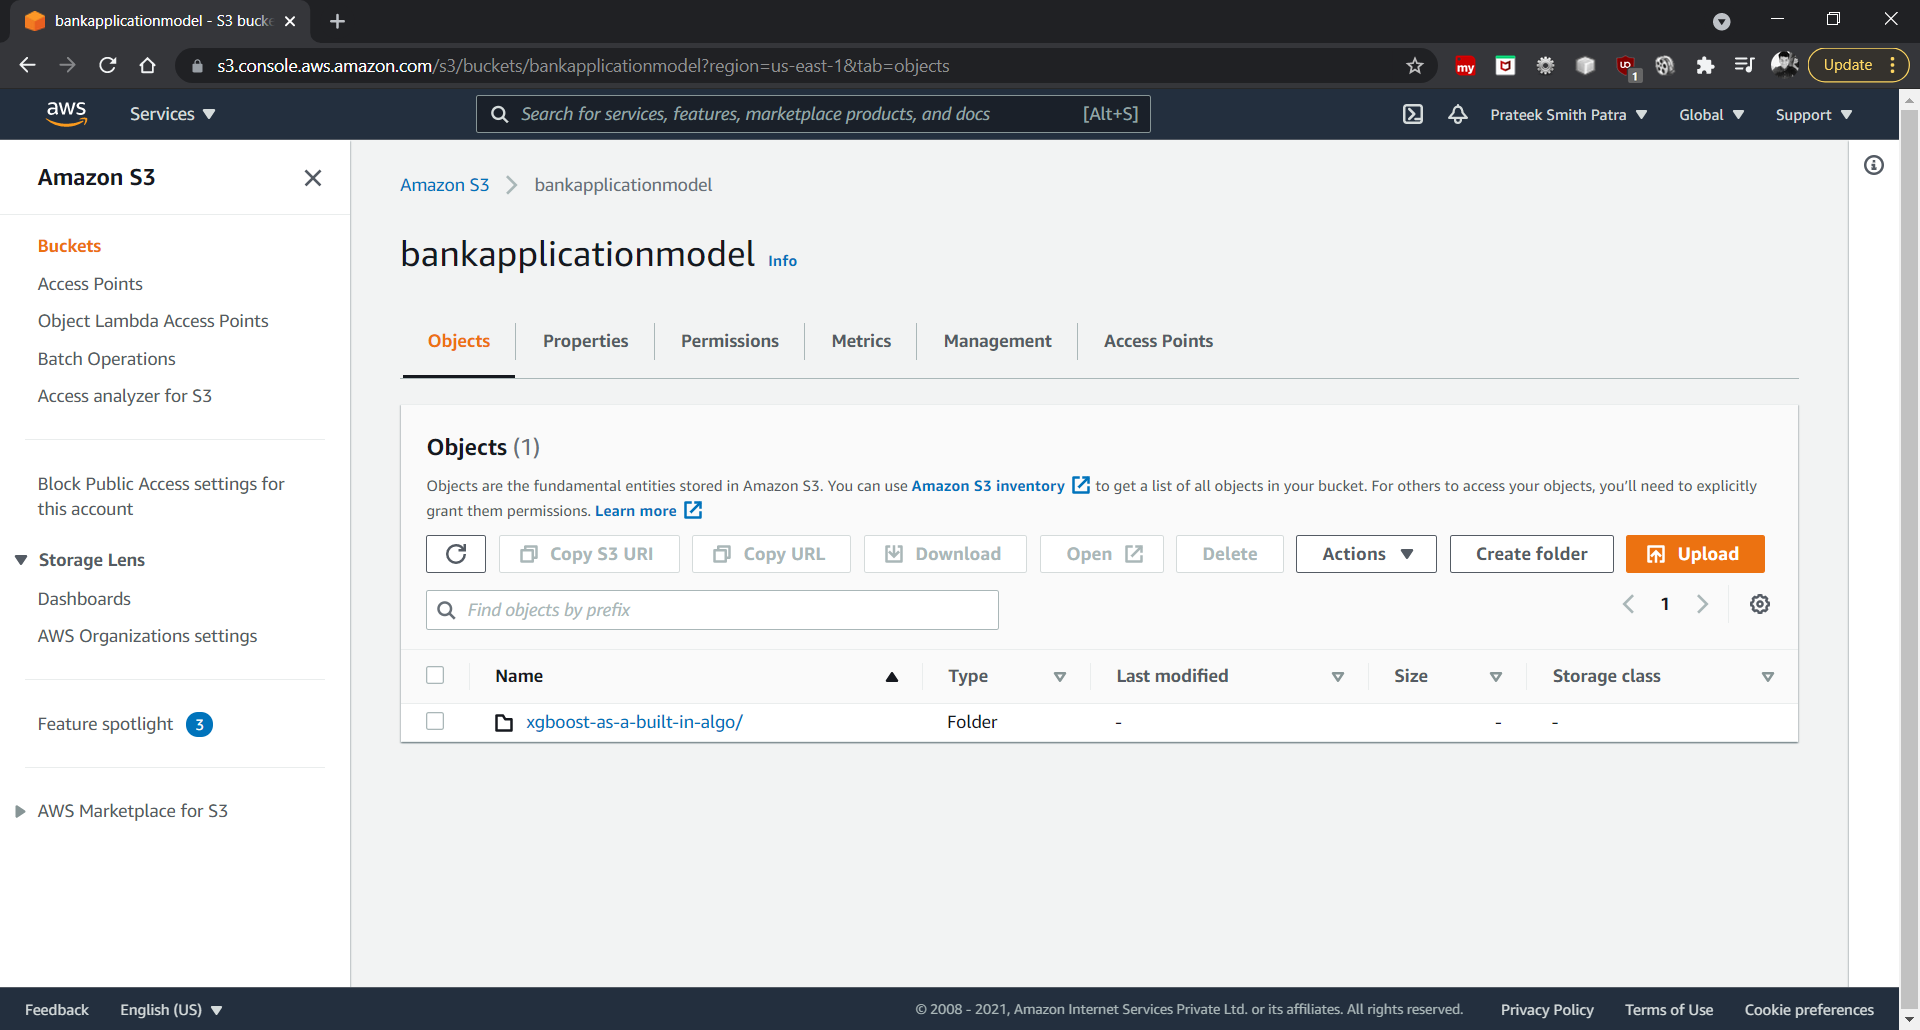 bankapplicationmodel - S3 bucke
s3.console.aws.amazon.com/s3/buckets/bankapplicationmodel?region=us-east-1&tab=objects
my
UD
1
Update
aws
Services
Search for services, features, marketplace products, and docs
[Alt+S]
Prateek Smith Patra
Global
Support
Amazon S3
Buckets
Access Points
Object Lambda Access Points
Batch Operations
Access analyzer for S3
Block Public Access settings for
this account
Storage Lens
Dashboards
AWS Organizations settings
Feature spotlight 3
AWS Marketplace for S3
Amazon S3
bankapplicationmodel
bankapplicationmodel Info
Objects
Properties
Permissions
Metrics
Management
Access Points
Objects (1)
Objects are the fundamental entities stored in Amazon S3. You can use Amazon S3 inventory to get a list of all objects in your bucket. For others to access your objects, you'll need to explicitly
grant them permissions. Learn more
Copy S3 URI
Copy URL
Download
Open
Delete
Actions
Create folder
Upload
Find objects by prefix
1
Name
Type
Last modified
Size
Storage class
xgboost-as-a-built-in-algo/
Folder
-
-
-
Feedback
English (US)
© 2008 - 2021, Amazon Internet Services Private Ltd. or its affiliates. All rights reserved.
Privacy Policy
Terms of Use
Cookie preferences